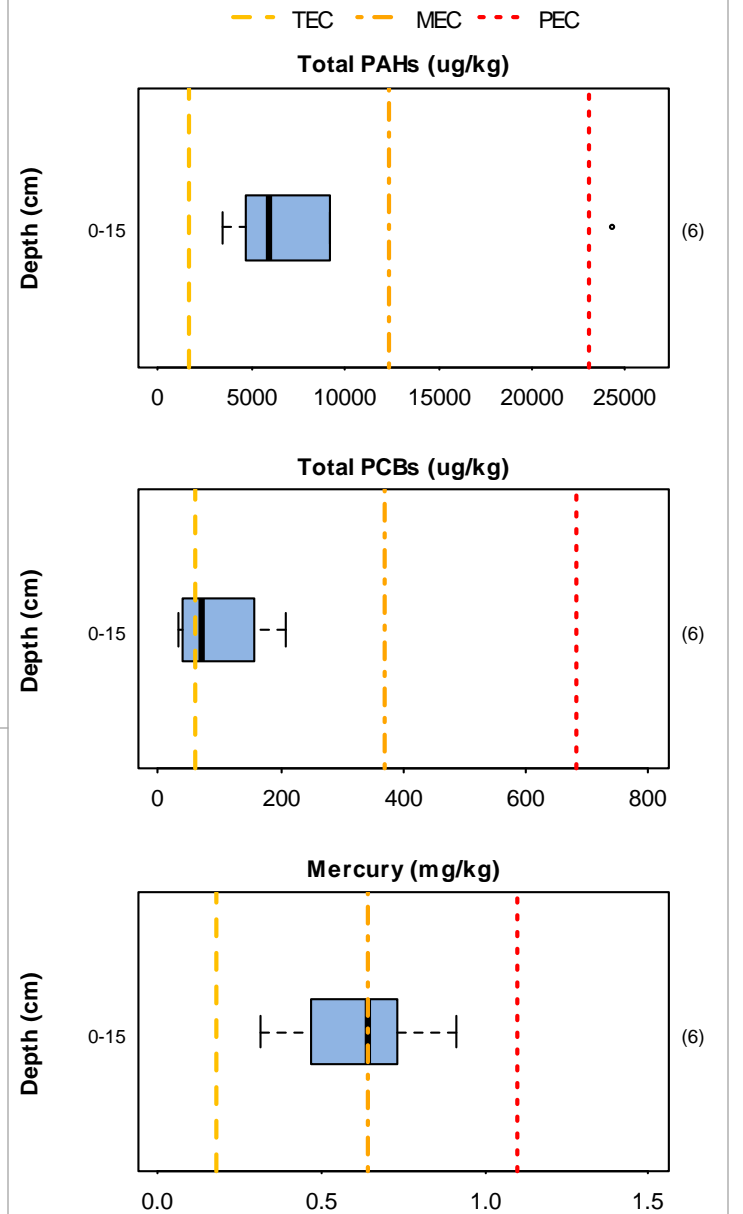 TEC MEC PEC
Total PAHs (ug/kg)
Depth (cm)
0-15
(6)
0 5000 10000 15000 20000 25000
Total PCBs (ug/kg)
Depth (cm)
0-15
(6)
0 200 400 600 800
Mercury (mg/kg)
Depth (cm)
0-15
(6)
0.0 0.5 1.0 1.5